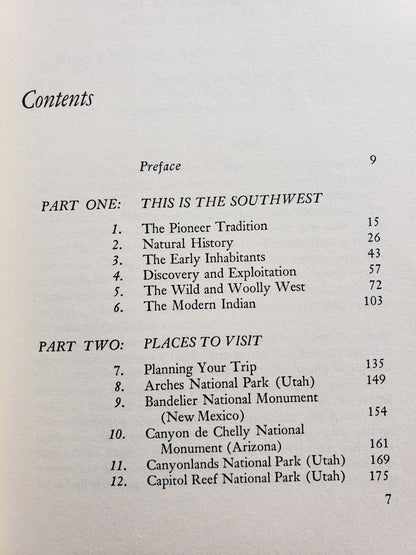 Contents
Preface 9
PART ONE: THIS IS THE SOUTHWEST
1. The Pioneer Tradition 15
2. Natural History 26
3. The Early Inhabitants 43
4. Discovery and Exploitation 57
5. The Wild and Woolly West 72
6. The Modern Indian 103
PART TWO: PLACES TO VISIT
7. Planning Your Trip 135
8. Arches National Park (Utah) 149
9. Bandelier National Monument
(New Mexico) 154
10. Canyon de Chelly National
Monument (Arizona) 161
11. Canyonlands National Park (Utah) 169
12. Capitol Reef National Park (Utah) 175
7